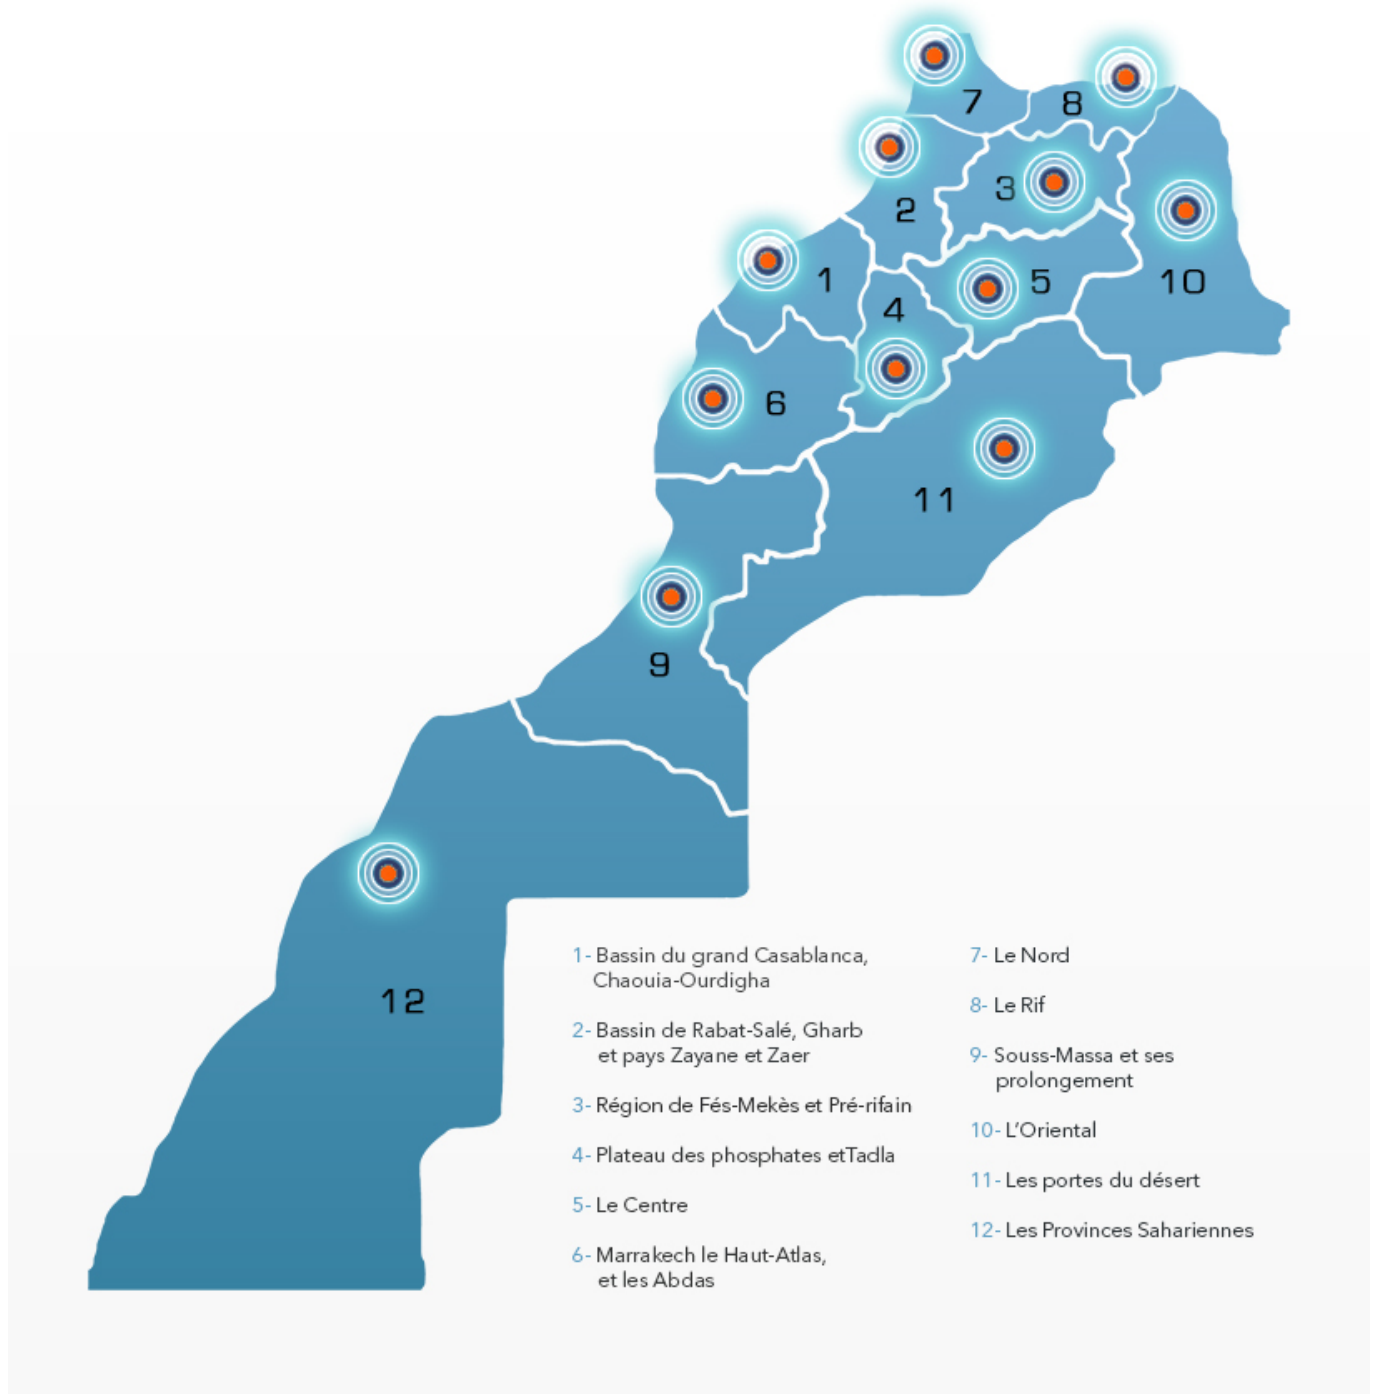 7
8
3
2
1
5
10
4
6
11
9
12
1- Bassin du grand Casablanca,
Chaouia-Ourdigha
2- Bassin de Rabat-Salé, Gharb
et pays Zayane et Zaer
3- Région de Fés-Mekès et Pré-rifain
4- Plateau des phosphates etTadla
5- Le Centre
6- Marrakech le Haut-Atlas,
et les Abdas
7- Le Nord
8- Le Rif
9- Souss-Massa et ses
prolongement
10- L’Oriental
11- Les portes du désert
12- Les Provinces Sahariennes